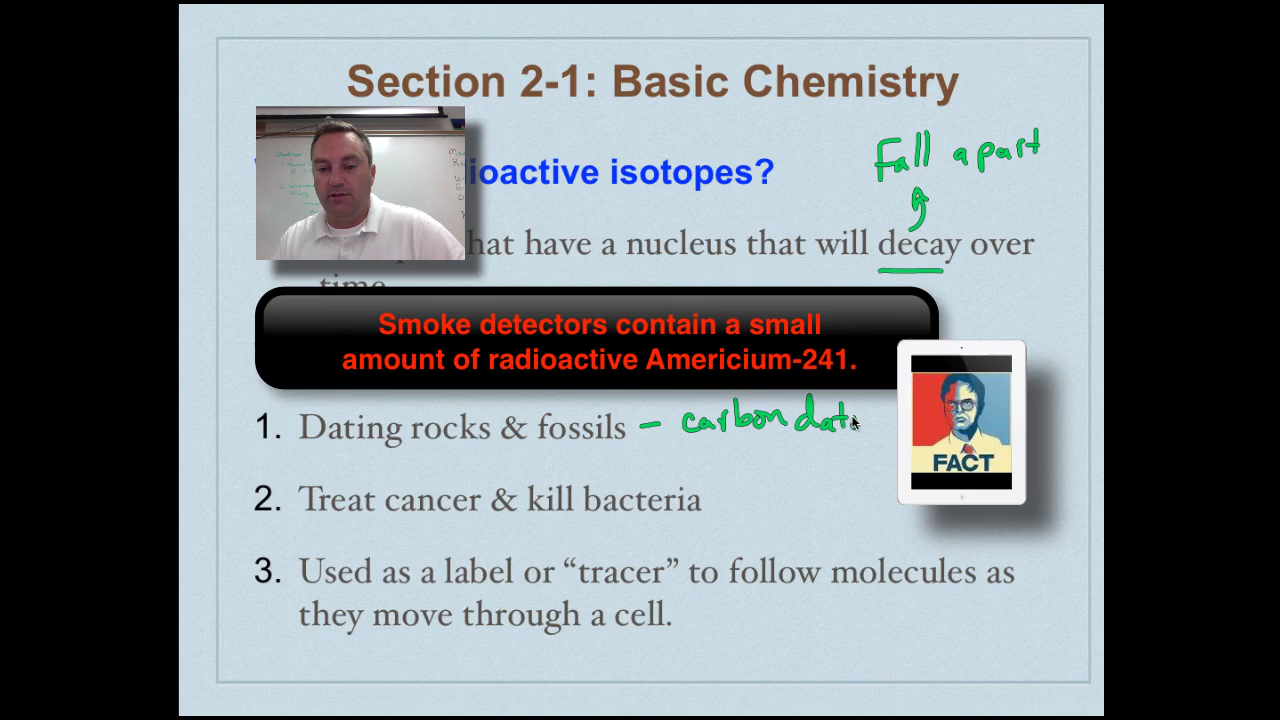 Section 2-1: Basic Chemistry
Fall apart
ioactive isotopes?
hat have a nucleus that will decay over
time
Smoke detectors contain a small
amount of radioactive Americium-241.
1. Dating rocks & fossils – carbon dat
FACT
2. Treat cancer & kill bacteria
3. Used as a label or “tracer” to follow molecules as
they move through a cell.